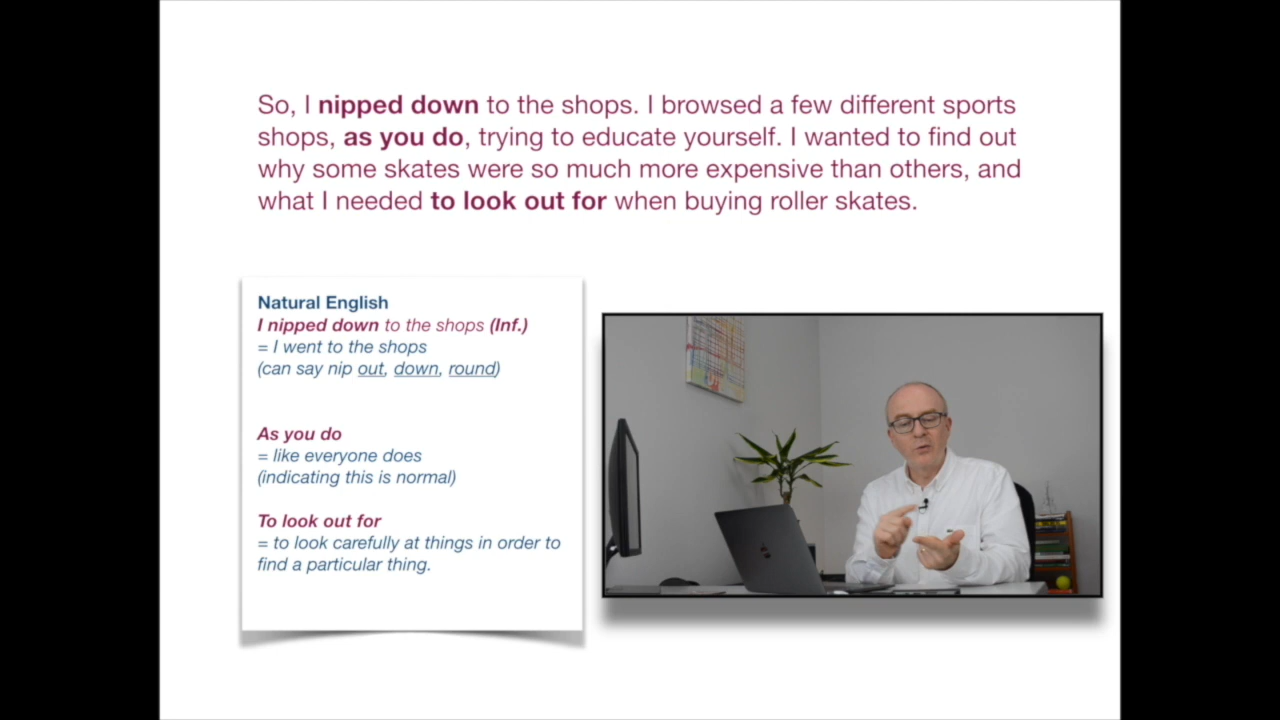 So, I nipped down to the shops. I browsed a few different sports
shops, as you do, trying to educate yourself. I wanted to find out
why some skates were so much more expensive than others, and
what I needed to look out for when buying roller skates.
Natural English
I nipped down to the shops (Inf.)
= I went to the shops
(can say nip out, down, round)
As you do
= like everyone does
(indicating this is normal)
To look out for
= to look carefully at things in order to
find a particular thing.